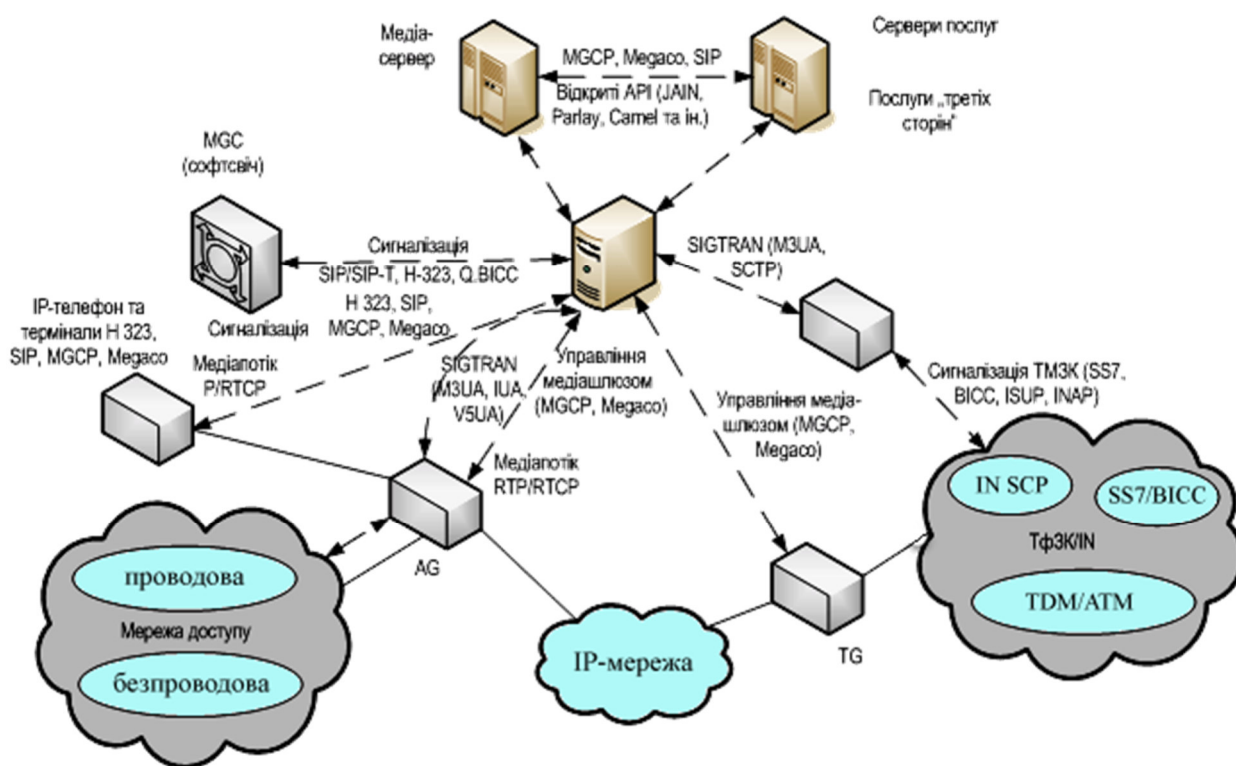 Медіа-
сервер
MGCP, Megaco, SIP
Відкриті API (JAIN,
Parlay, Camel та ін.)
Сервери послуг
Послуги „третіх
сторін"
MGC
(софтсвіч)
Сигналізація
SIP/SIP-T, H-323, Q.BICC
H 323, SIP,
MGCP, Megaco
SIGTRAN (M3UA,
SCTP)
IP-телефон та
термінали H 323,
SIP, MGCP, Megaco
Сигналізація
Медіапотік
P/RTCP
SIGTRAN
(M3UA, IUA,
V5UA)
Управління
медіашлюзом
(MGCP, Megaco)
Управління медіа-
шлюзом (MGCP,
Megaco)
Сигналізація ТМЗК (SS7,
BICC, ISUP, INAP)
Медіапотік
RTP/RTCP
IN SCP
SS7/BICC
ТфЗК/IN
TDM/ATM
AG
TG
проводова
Мережа доступу
безпроводова
IP-мережа